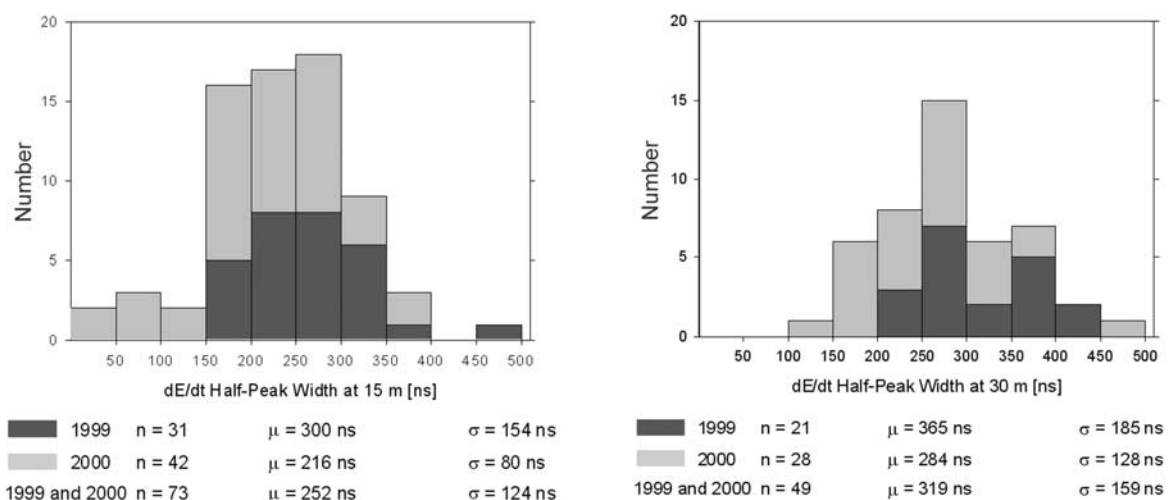 20
15
10
5
0
Number
50 100 150 200 250 300 350 400 450 500
dE/dt Half-Peak Width at 15 m [ns]
1999 n = 31 μ = 300 ns σ = 154 ns
2000 n = 42 μ = 216 ns σ = 80 ns
1999 and 2000 n = 73 μ = 252 ns σ = 124 ns
20
15
10
5
0
Number
50 100 150 200 250 300 350 400 450 500
dE/dt Half-Peak Width at 30 m [ns]
1999 n = 21 μ = 365 ns σ = 185 ns
2000 n = 28 μ = 284 ns σ = 128 ns
1999 and 2000 n = 49 μ = 319 ns σ = 159 ns